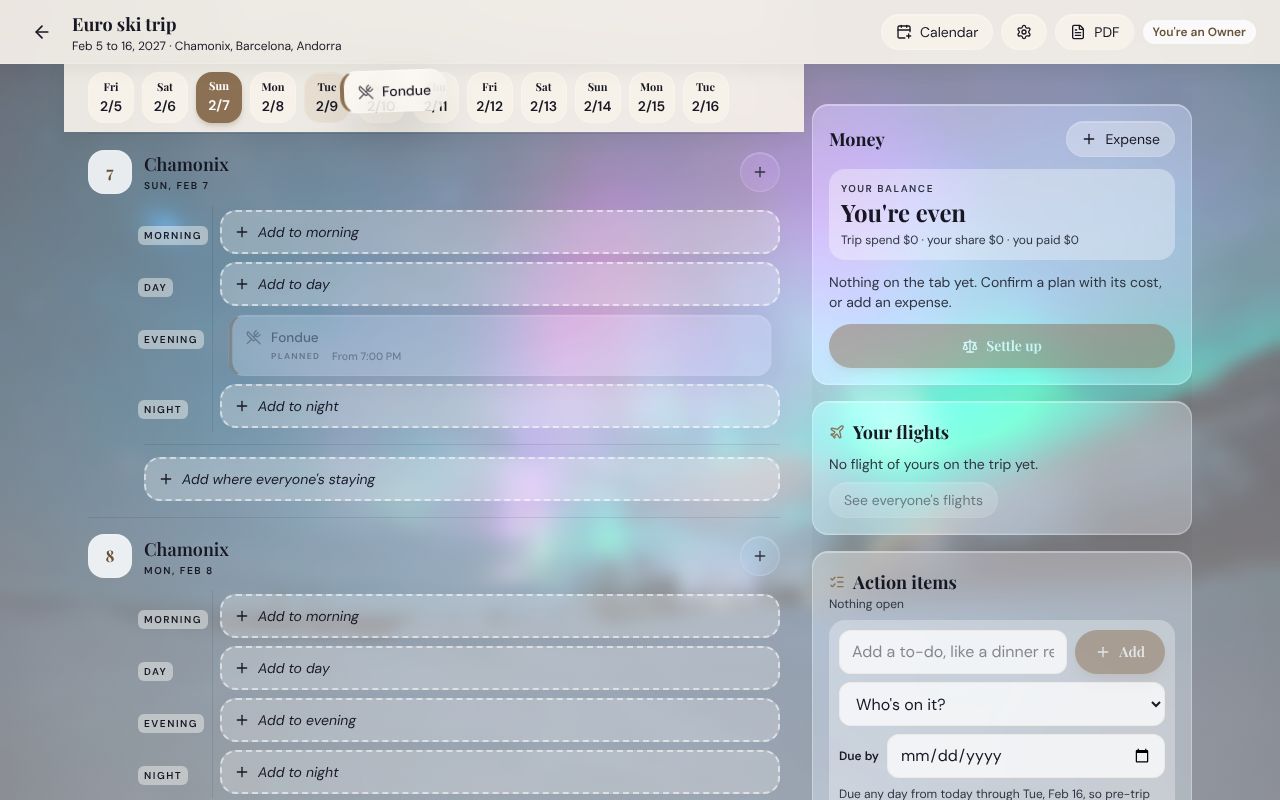 Euro ski trip
Feb 5 to 16, 2027 · Chamonix, Barcelona, Andorra
Calendar
PDF
You're an Owner
Fri 2/5
Sat 2/6
Sun 2/7
Mon 2/8
Tue 2/9
Fondue
2/10
2/11
Fri 2/12
Sat 2/13
Sun 2/14
Mon 2/15
Tue 2/16
7
Chamonix
SUN, FEB 7
MORNING
Add to morning
DAY
Add to day
EVENING
Fondue
PLANNED From 7:00 PM
NIGHT
Add to night
Add where everyone's staying
8
Chamonix
MON, FEB 8
MORNING
Add to morning
DAY
Add to day
EVENING
Add to evening
NIGHT
Add to night
Money
Expense
YOUR BALANCE
You're even
Trip spend $0 · your share $0 · you paid $0
Nothing on the tab yet. Confirm a plan with its cost,
or add an expense.
Settle up
Your flights
No flight of yours on the trip yet.
See everyone's flights
Action items
Nothing open
Add a to-do, like a dinner re
Add
Who's on it?
Due by
mm/dd/yyyy
Due any day from today through Tue, Feb 16, so pre-trip